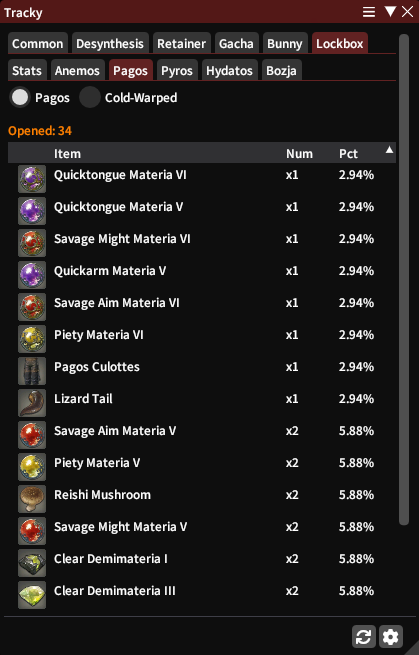 Tracky
Common Desynthesis Retainer Gacha Bunny Lockbox
Stats Anemos Pagos Pyros Hydatos Bozja
Pagos Cold-Warped
Opened: 34
Item Num Pct
Quicktongue Materia VI x1 2.94%
Quicktongue Materia V x1 2.94%
Savage Might Materia VI x1 2.94%
Quickarm Materia V x1 2.94%
Savage Aim Materia VI x1 2.94%
Piety Materia VI x1 2.94%
Pagos Culottes x1 2.94%
Lizard Tail x1 2.94%
Savage Aim Materia V x2 5.88%
Piety Materia V x2 5.88%
Reishi Mushroom x2 5.88%
Savage Might Materia V x2 5.88%
Clear Demimateria I x2 5.88%
Clear Demimateria III x2 5.88%